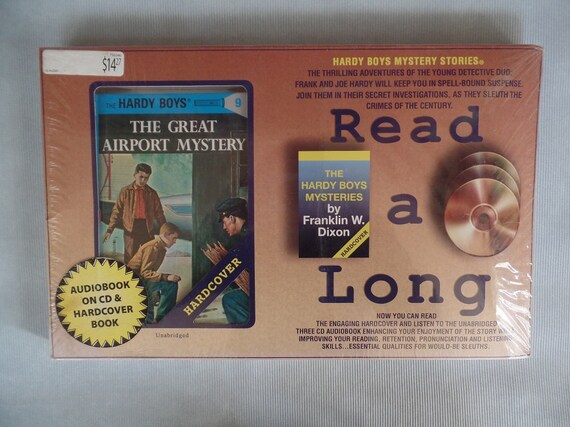 $14.27
THE HARDY BOYS 9
THE GREAT
AIRPORT MYSTERY
HARDCOVER
AUDIOBOOK
ON CD &
HARDCOVER
BOOK
Unabridged
HARDY BOYS MYSTERY STORIES®
THE THRILLING ADVENTURES OF THE YOUNG DETECTIVE DUO;
FRANK AND JOE HARDY WILL KEEP YOU IN SPELL-BOUND SUSPENSE.
JOIN THEM IN THEIR SECRET INVESTIGATIONS, AS THEY SLEUTH THE
CRIMES OF THE CENTURY.
Read
a
Long
THE
HARDY BOYS
MYSTERIES
by
Franklin W.
Dixon
HARDCOVER
HOW YOU CAN READ
THE ENGAGING HARDCOVER AND LISTEN TO THE UNABRIDGED
THREE CD AUDIOBOOK ENHANCING YOUR ENJOYMENT OF THE STORY
IMPROVING YOUR READING, RETENTION, PRONUNCIATION AND LISTENING
SKILLS...ESSENTIAL QUALITIES FOR WOULD-BE SLEUTHS.